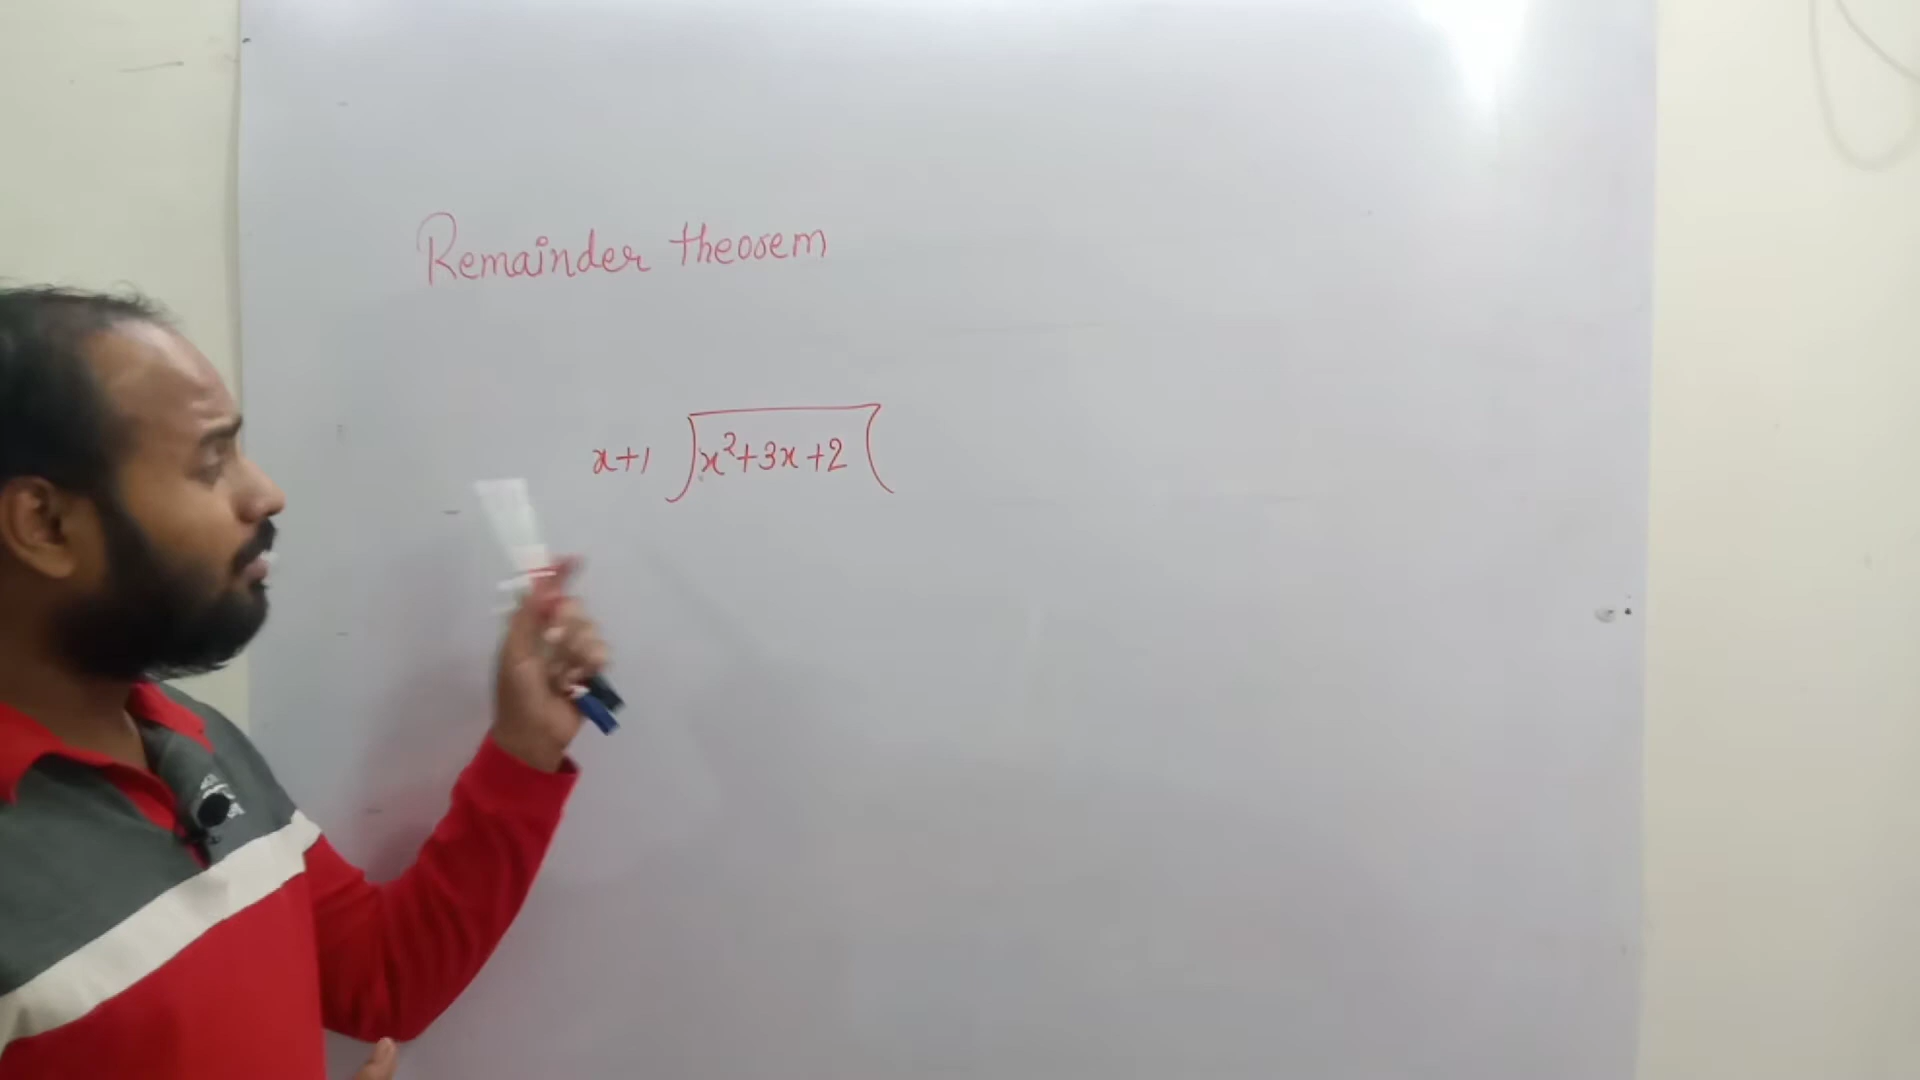 Remainder theorem
x+1 ) x²+3x+2 (